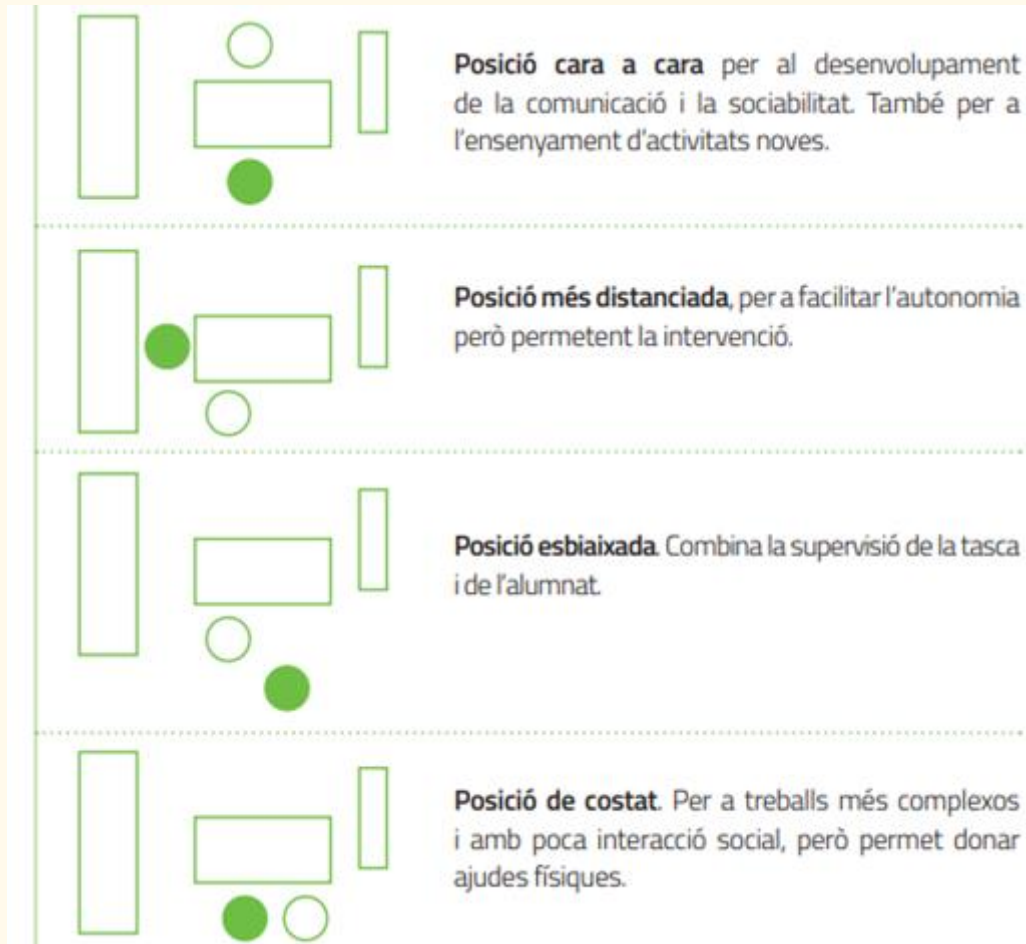 Posició cara a cara per al desenvolupament
de la comunicació i la sociabilitat. També per a
l'ensenyament d'activitats noves.
Posició més distanciada, per a facilitar l'autonomia
però permetent la intervenció.
Posició esbiaixada. Combina la supervisió de la tasca
i de l'alumnat.
Posició de costat. Per a treballs més complexos
i amb poca interacció social, però permet donar
ajudes físiques.